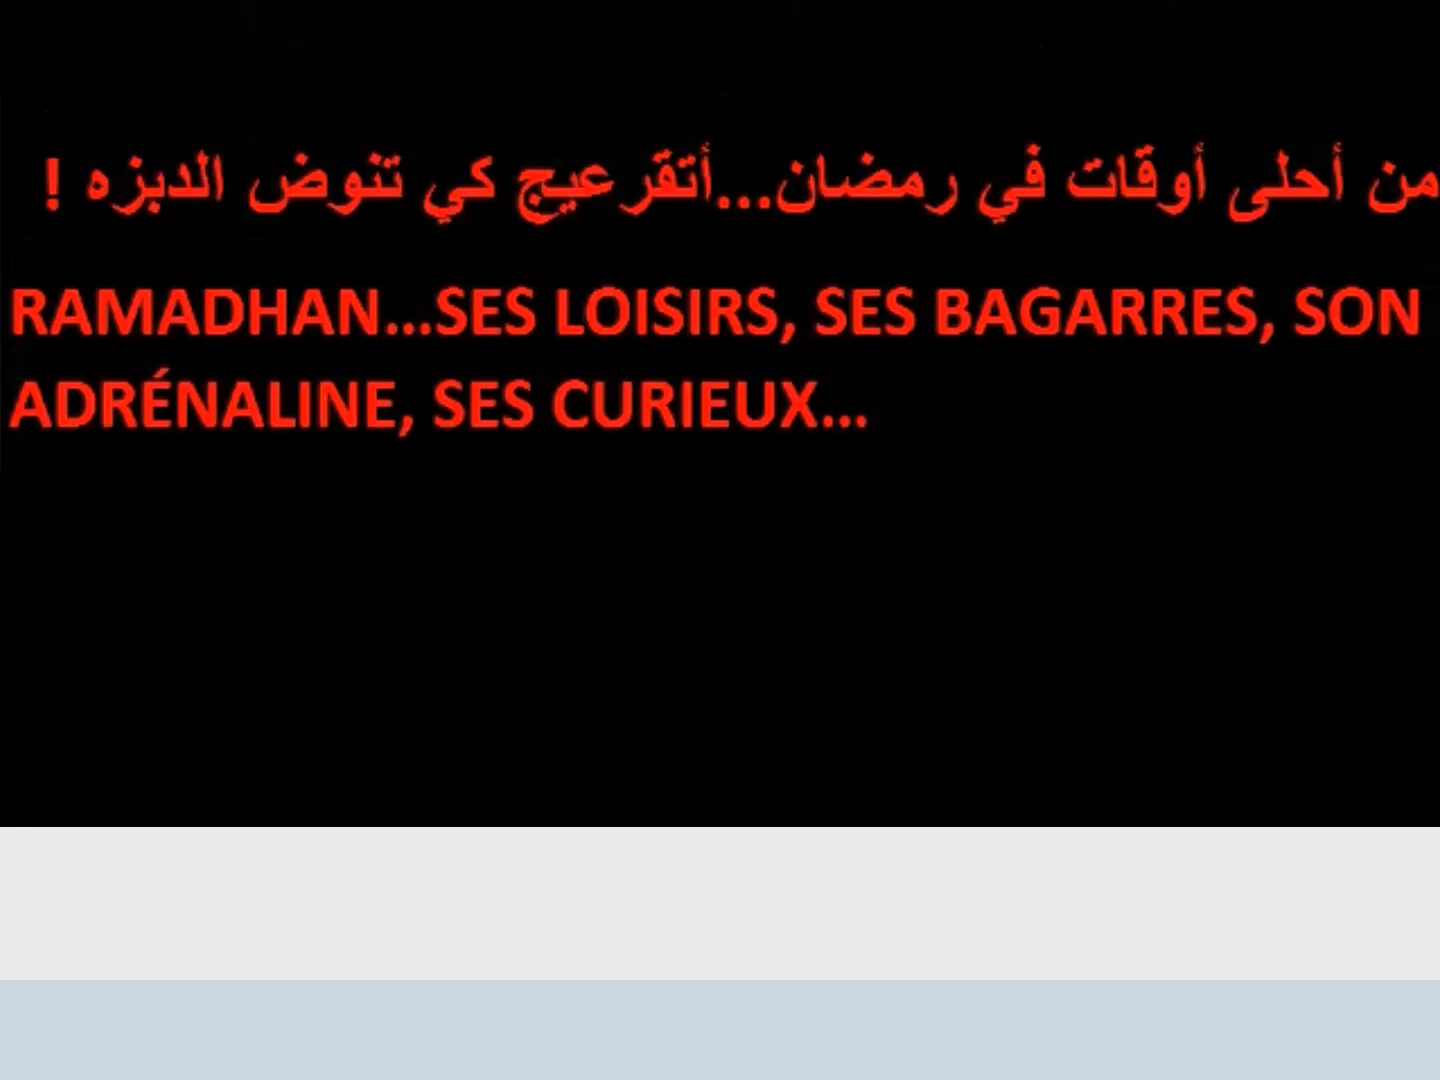 من أحلى أوقات في رمضان...أتقرعيج كي تنوض الدبزه !
RAMADHAN...SES LOISIRS, SES BAGARRES, SON
ADRÉNALINE, SES CURIEUX...